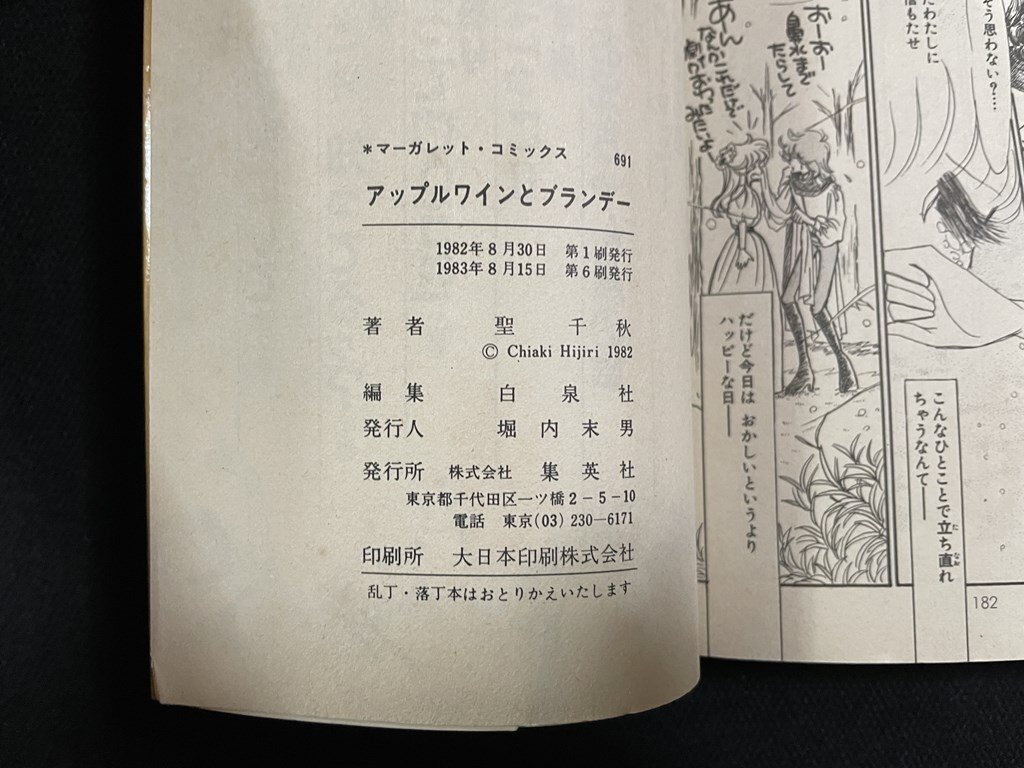 *マーガレット・コミックス 691
アップルワインとブランデー
1982年8月30日 第1刷発行
1983年8月15日 第6刷発行
著者 聖千秋
© Chiaki Hijiri 1982
編集 白泉社
発行人 堀内末男
発行所 株式会社 集英社
東京都千代田区一ツ橋2-5-10
電話 東京(03)230-6171
印刷所 大日本印刷株式会社
乱丁・落丁本はおとりかえいたします
そう思わない?…
たわたしに
もたせ
おーおー
鼻水まで
たらして
あーん
だけど今日は おかしいというより
ハッピーな日──
こんなひとことで立ち直れ
ちゃうなんて──
182